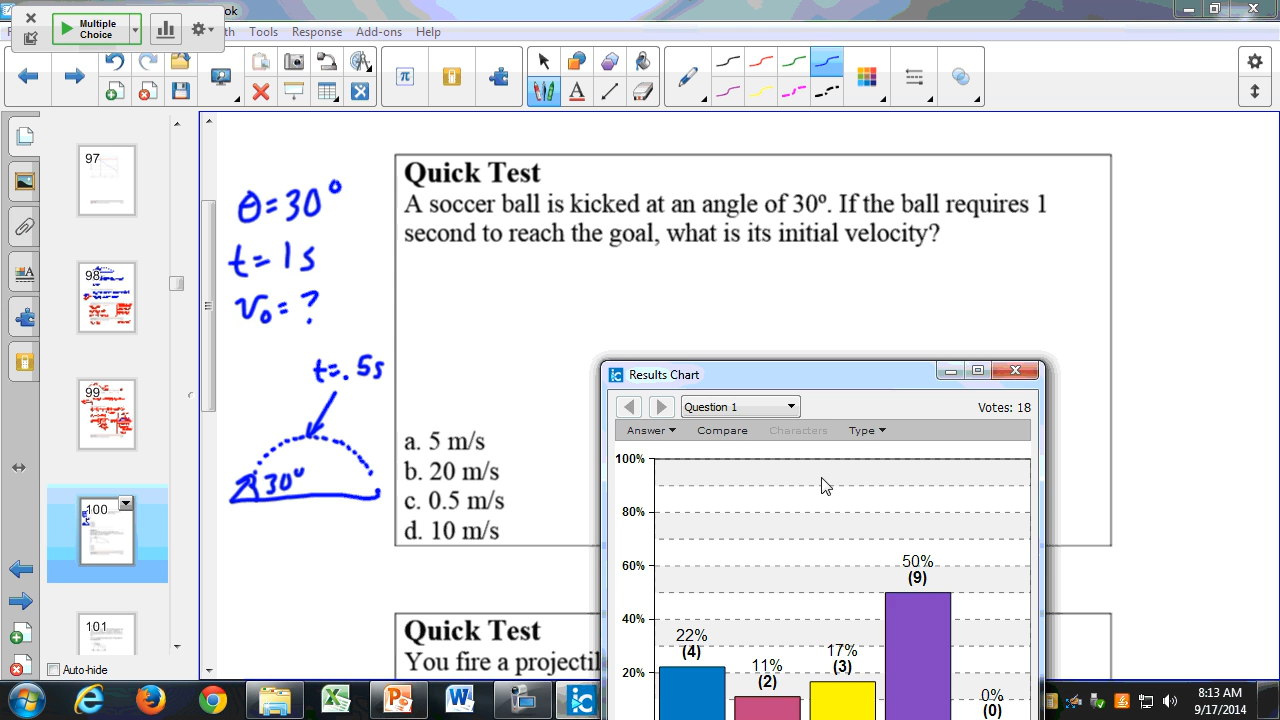 ok
Multiple
Choice
Tools Response Add-ons Help
97
98
99
100
101
Auto-hide
θ = 30°
t = 1s
v₀ = ?
t = .5s
30°
Quick Test
A soccer ball is kicked at an angle of 30º. If the ball requires 1
second to reach the goal, what is its initial velocity?
a. 5 m/s
b. 20 m/s
c. 0.5 m/s
d. 10 m/s
Quick Test
You fire a projectil
Results Chart
Question 1
Votes: 18
Answer Compare Characters Type
100%
80%
60%
40%
20%
22%
(4)
11%
(2)
17%
(3)
50%
(9)
0%
(0)
8:13 AM
9/17/2014